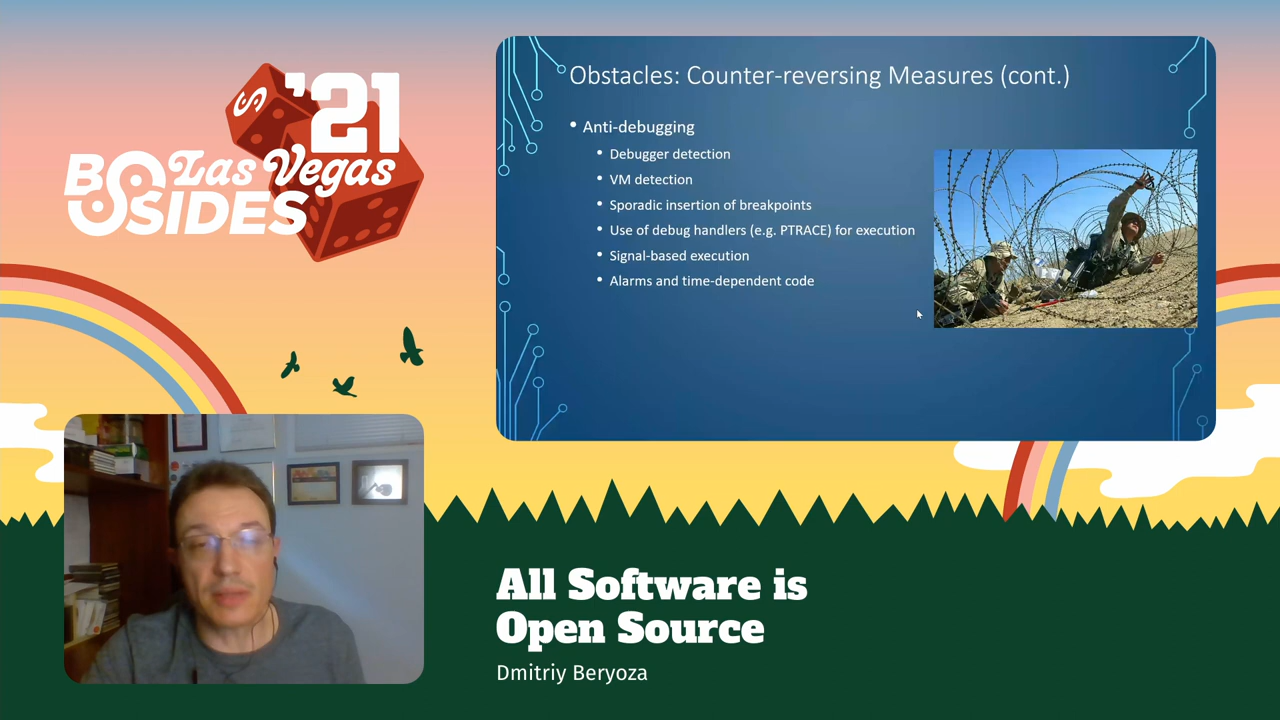 '21
BSIDES Las Vegas
Obstacles: Counter-reversing Measures (cont.)
• Anti-debugging
• Debugger detection
• VM detection
• Sporadic insertion of breakpoints
• Use of debug handlers (e.g. PTRACE) for execution
• Signal-based execution
• Alarms and time-dependent code
All Software is
Open Source
Dmitriy Beryoza